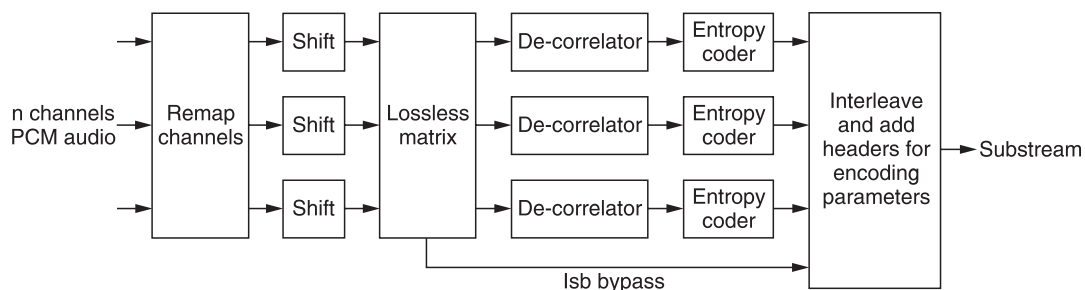 n channels
PCM audio
Remap
channels
Shift
Shift
Shift
Lossless
matrix
De-correlator
De-correlator
De-correlator
Entropy
coder
Entropy
coder
Entropy
coder
Interleave
and add
headers for
encoding
parameters
Substream
lsb bypass